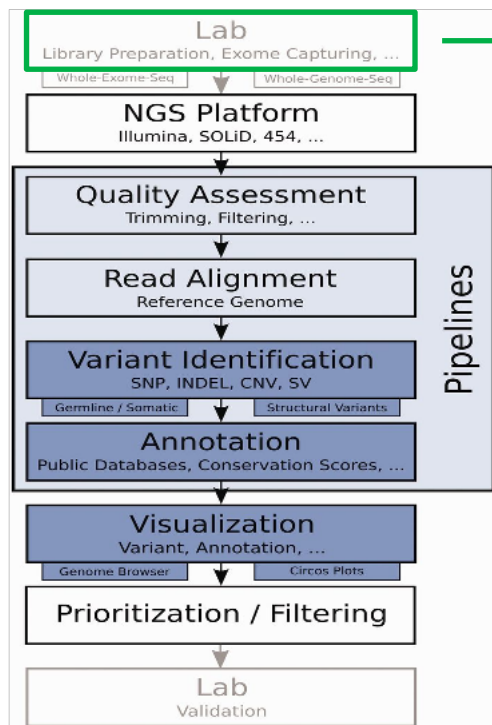 Lab
Library Preparation, Exome Capturing, ...
Whole-Exome-Seq
Whole-Genome-Seq
NGS Platform
Illumina, SOLiD, 454, ...
Quality Assessment
Trimming, Filtering, ...
Read Alignment
Reference Genome
Variant Identification
SNP, INDEL, CNV, SV
Germline / Somatic
Structural Variants
Annotation
Public Databases, Conservation Scores, ...
Pipelines
Visualization
Variant, Annotation, ...
Genome Browser
Circos Plots
Prioritization / Filtering
Lab
Validation